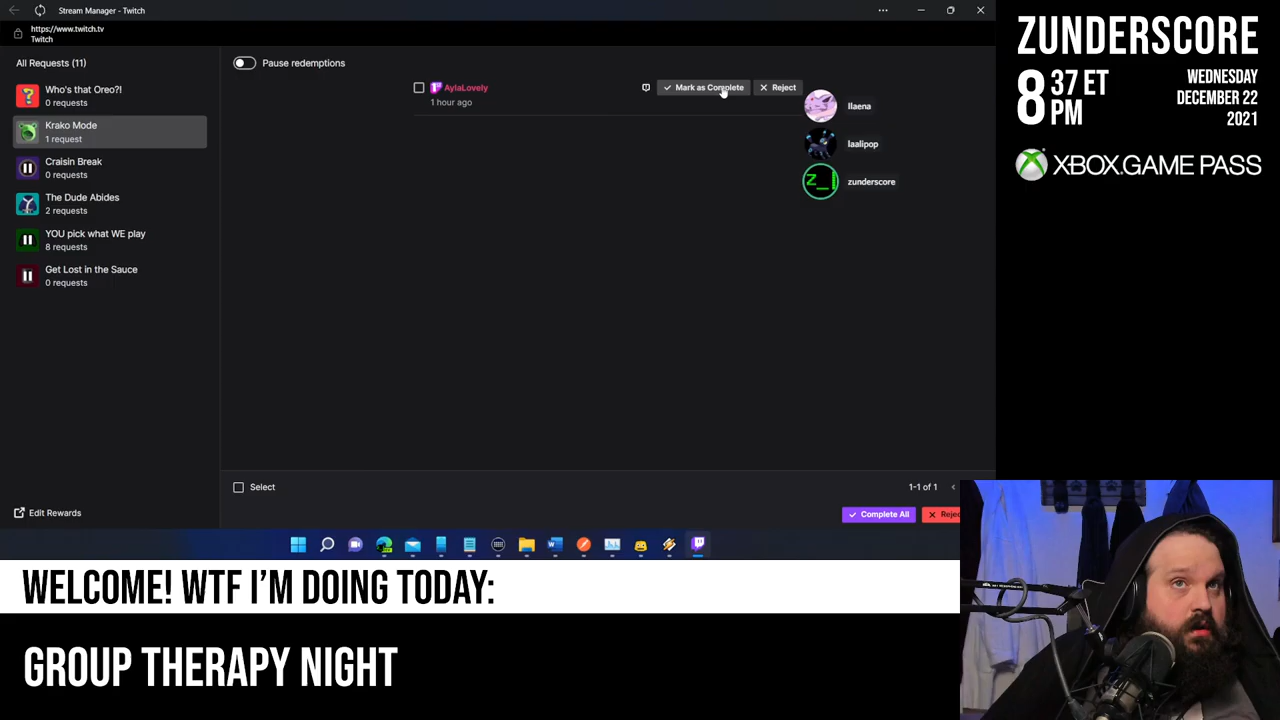 Stream Manager - Twitch
https://www.twitch.tv
Twitch
All Requests (11)
Who's that Oreo?!
0 requests
Krako Mode
1 request
Craisin Break
0 requests
The Dude Abides
2 requests
YOU pick what WE play
8 requests
Get Lost in the Sauce
0 requests
Edit Rewards
Pause redemptions
AylaLovely
1 hour ago
Mark as Complete
Reject
llaena
laalipop
Z_
zunderscore
Select
1-1 of 1
Complete All
Rejec
ZUNDERSCORE
8 37 ET
PM
WEDNESDAY
DECEMBER 22
2021
XBOX.GAME PASS
WELCOME! WTF I'M DOING TODAY:
GROUP THERAPY NIGHT